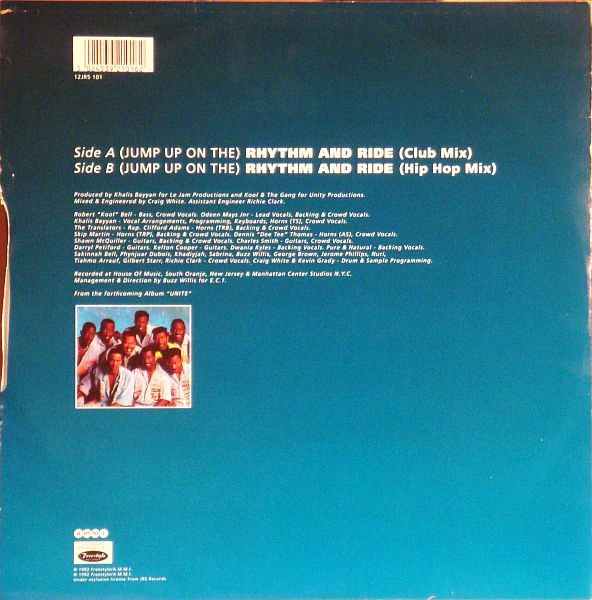 5 024239 210162
12JRS 101
Side A (JUMP UP ON THE) RHYTHM AND RIDE (Club Mix)
Side B (JUMP UP ON THE) RHYTHM AND RIDE (Hip Hop Mix)
Produced by Khalis Bayyan for Le Jam Productions and Kool & The Gang for Unity Productions.
Mixed & Engineered by Craig White. Assistant Engineer Richie Clark.
Robert "Kool" Bell - Bass, Crowd Vocals. Odeen Mays Jnr - Lead Vocals, Backing & Crowd Vocals.
Khalis Bayyan - Vocal Arrangements, Programming, Keyboards, Horns (TS), Crowd Vocals.
The Translators - Rap. Clifford Adams - Horns (TRB), Backing & Crowd Vocals.
Skip Martin - Horns (TRP), Backing & Crowd Vocals. Dennis "Dee Tee" Thomas - Horns (AS), Crowd Vocals.
Shawn McQuiller - Guitars, Backing & Crowd Vocals. Charles Smith - Guitars, Crowd Vocals.
Darryl Petiford - Guitars. Kelton Cooper - Guitars. Dwania Kyles - Backing Vocals. Pure & Natural - Backing Vocals.
Sakinnah Bell, Phynjuar Dubois, Khadiyjah, Sabrina, Buzz Willis, George Brown, Jerome Phillips, Nuri,
Tiahmo Arrauf, Gilbert Starr, Richie Clark - Crowd Vocals. Craig White & Kevin Grady - Drum & Sample Programming.
Recorded at House Of Music, South Oranje, New Jersey & Manhattan Center Studios N.Y.C.
Management & Direction by Buzz Willis for E.C.1.
From the forthcoming Album "UNITE"
AMMI
Freestyle
℗ 1992 Freestyle/A.M.M.I.
© 1992 Freestyle/A.M.M.I.
Under exclusive license from JRS Records